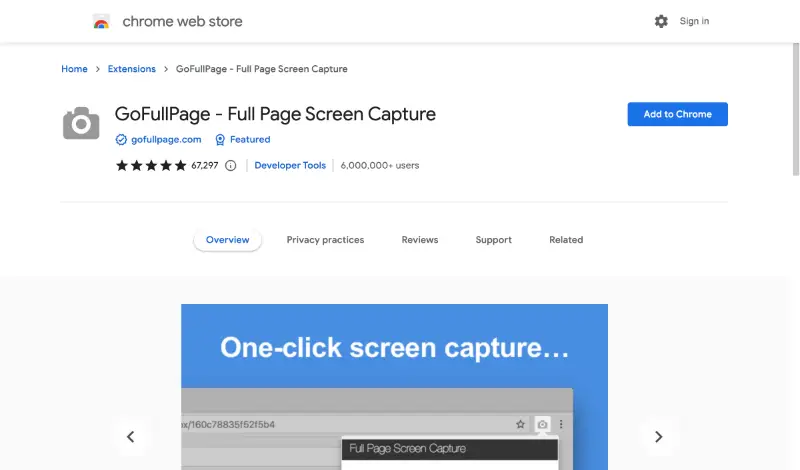 chrome web store
Sign in
Home > Extensions > GoFullPage - Full Page Screen Capture
GoFullPage - Full Page Screen Capture
Add to Chrome
gofullpage.com Featured
67,297 Developer Tools 6,000,000+ users
Overview Privacy practices Reviews Support Related
One-click screen capture…
ux/160c78835f52f5b4
Full Page Screen Capture